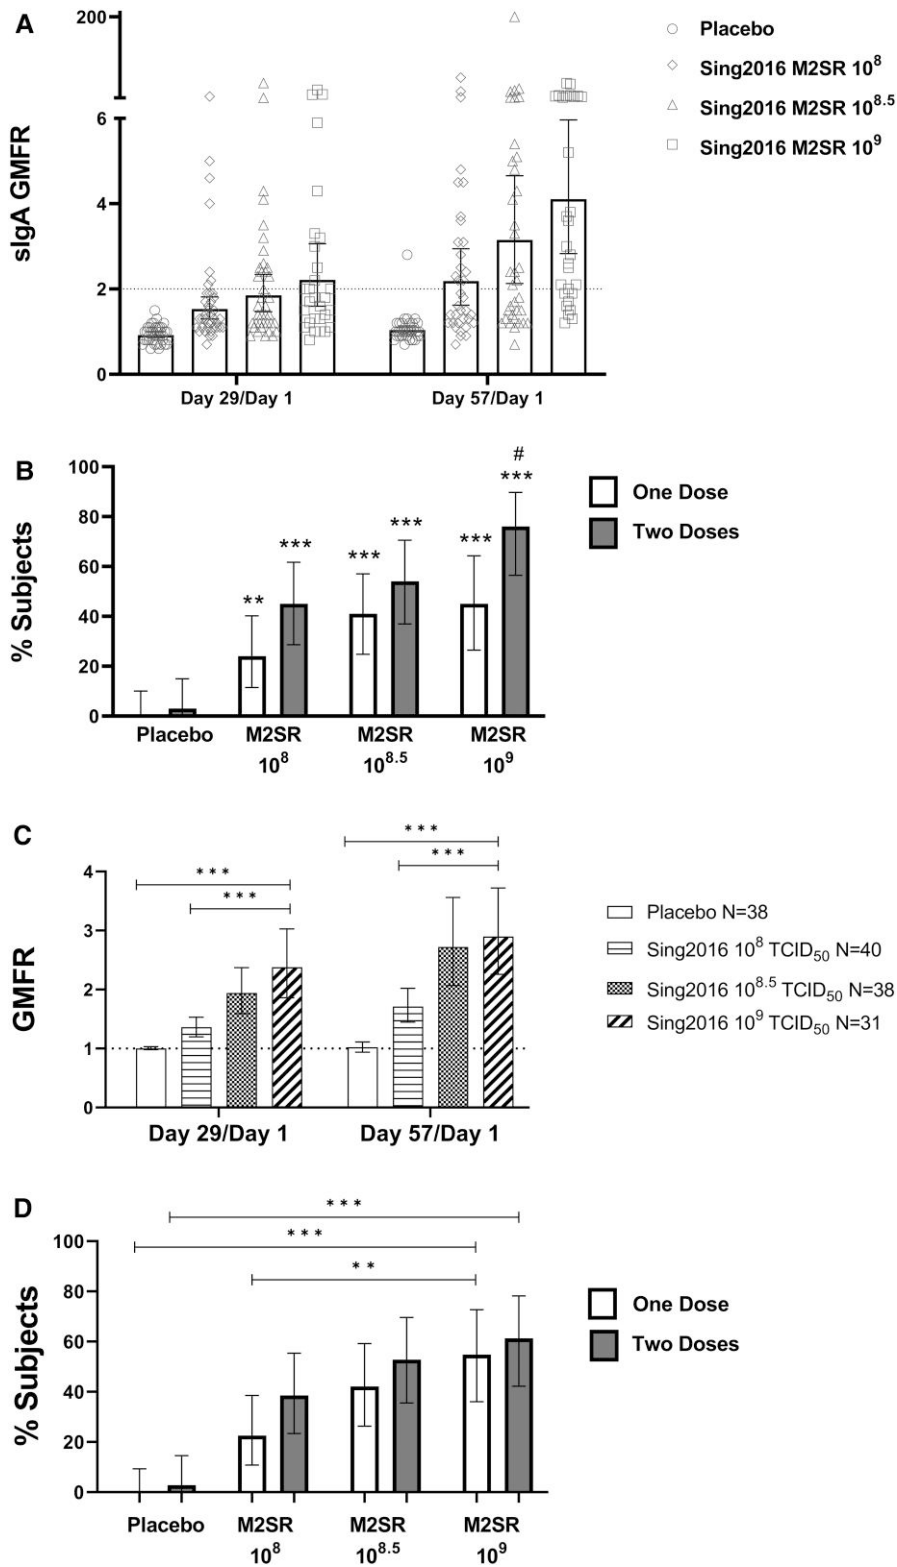 A
sIgA GMFR
200
6
4
2
0
Day 29/Day 1
Day 57/Day 1
Placebo
Sing2016 M2SR 10^8
Sing2016 M2SR 10^8.5
Sing2016 M2SR 10^9
B
% Subjects
100
80
60
40
20
0
**
***
***
***
***
#
***
Placebo
M2SR 10^8
M2SR 10^8.5
M2SR 10^9
One Dose
Two Doses
C
GMFR
4
3
2
1
0
***
***
***
***
Day 29/Day 1
Day 57/Day 1
Placebo N=38
Sing2016 10^8 TCID50 N=40
Sing2016 10^8.5 TCID50 N=38
Sing2016 10^9 TCID50 N=31
D
% Subjects
100
80
60
40
20
0
***
***
**
Placebo
M2SR 10^8
M2SR 10^8.5
M2SR 10^9
One Dose
Two Doses